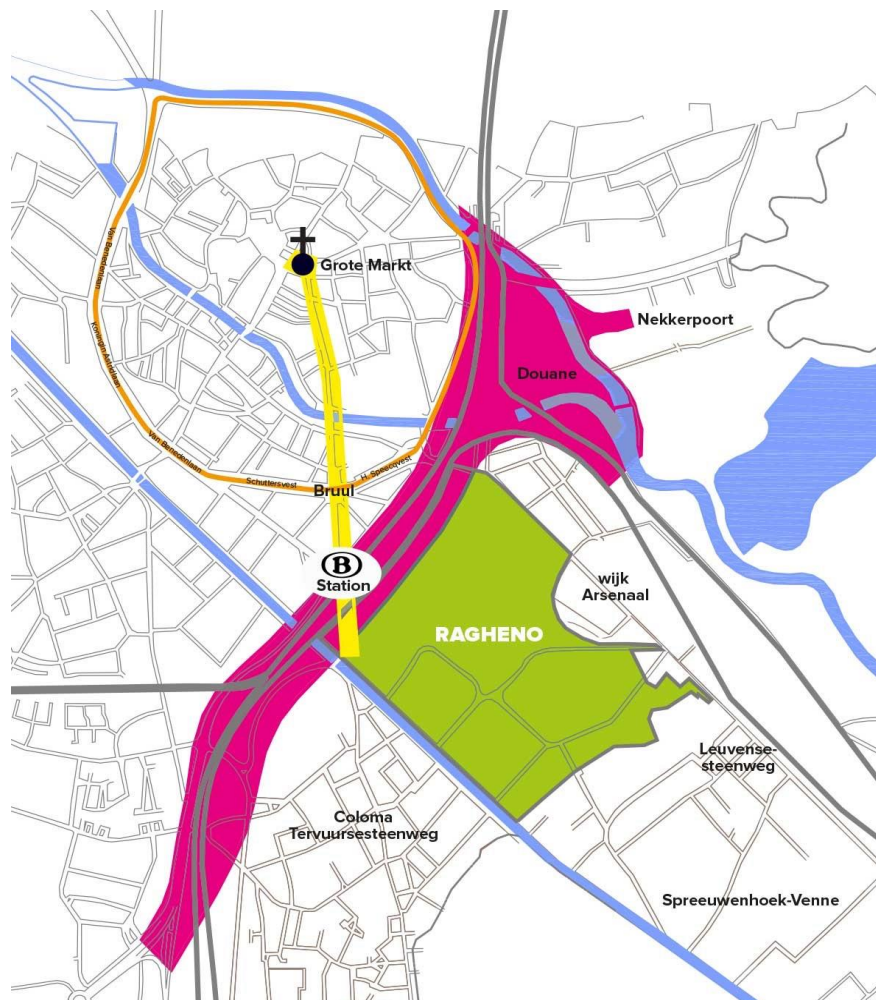 Grote Markt
Van Benedenlaan
Nekkerpoort
Koningin Astridlaan
Douane
Van Benedenlaan
H. Speecqvest
Schuttersvest
Bruul
B
Station
wijk
Arsenaal
RAGHENO
Leuvense-
steenweg
Coloma
Tervuursesteenweg
Spreeuwenhoek-Venne